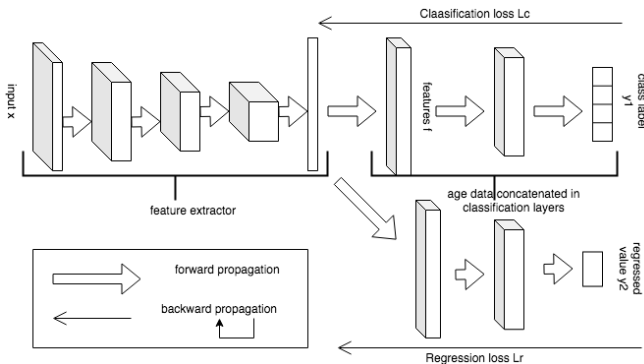 Claasification loss Lc
input x
features f
class label
y1
feature extractor
age data concatenated in
classification layers
regressed
value y2
forward propagation
backward propagation
Regression loss Lr